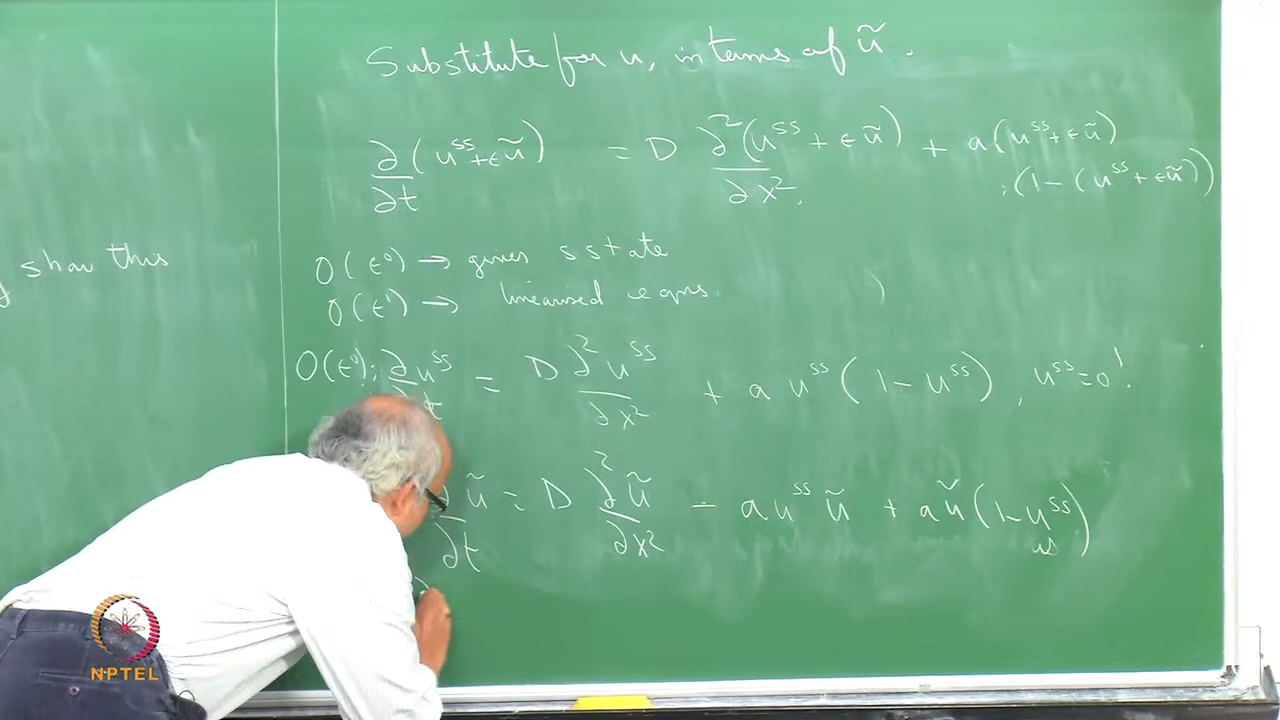 Substitute for u, in terms of ũ.
∂/∂t (u^ss + εũ) = D ∂²/∂x² (u^ss + εũ) + a(u^ss + εũ)
(1 - (u^ss + εũ))
show this
O(ε⁰) → gives s state
O(ε¹) → linearised eqns.
O(ε⁰): ∂u^ss/∂t = D ∂²u^ss/∂x² + a u^ss (1 - u^ss), u^ss = 0
∂ũ/∂t = D ∂²ũ/∂x² - a u^ss ũ + a ũ (1 - u^ss)
NPTEL